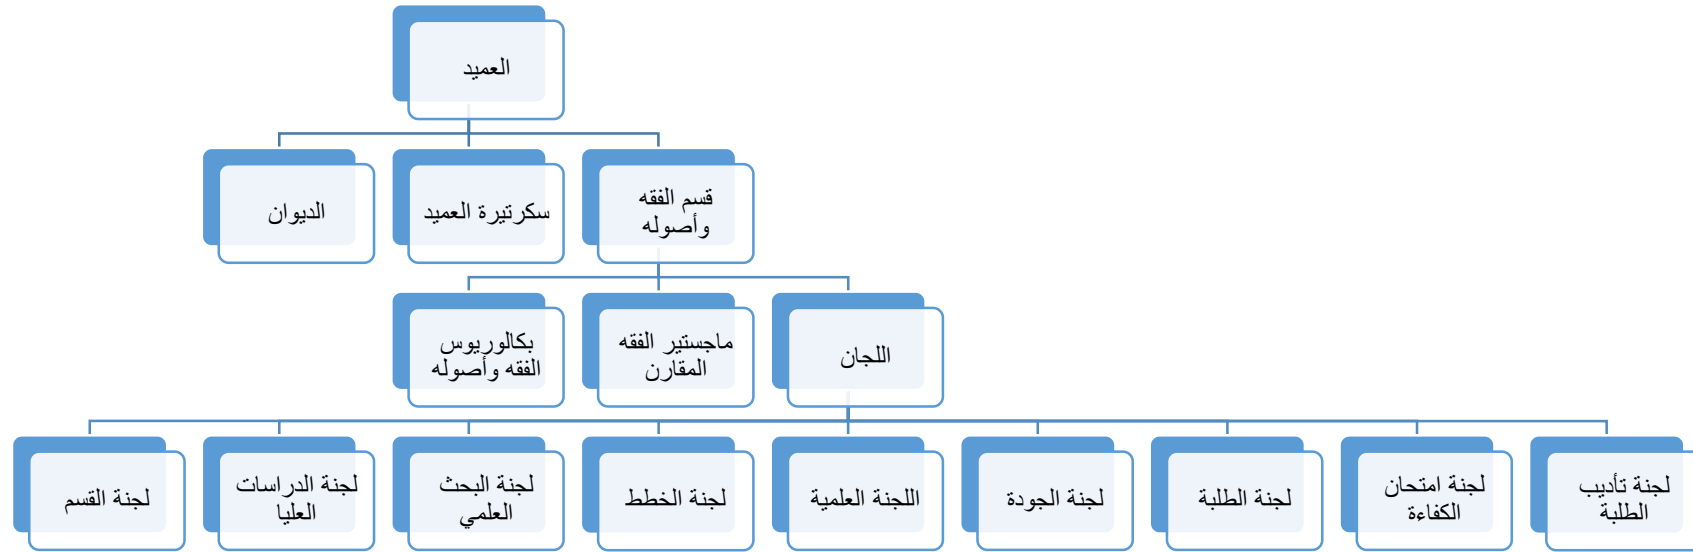 العميد
قسم الفقه
وأصوله
سكرتيرة العميد
الديوان
اللجان
ماجستير الفقه
المقارن
بكالوريوس
الفقه وأصوله
لجنة تأديب
الطلبة
لجنة امتحان
الكفاءة
لجنة الطلبة
لجنة الجودة
اللجنة العلمية
لجنة الخطط
لجنة البحث
العلمي
لجنة الدراسات
العليا
لجنة القسم